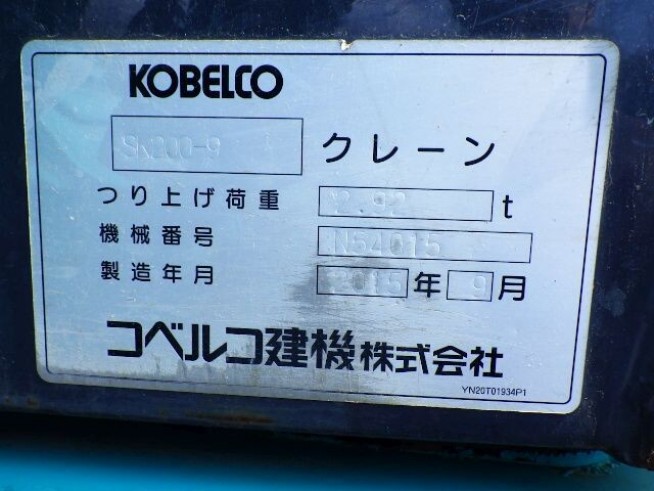 KOBELCO
SK200-9 クレーン
つり上げ荷重 2.92 t
機械番号 N54015
製造年月 2015 年 9 月
コベルコ建機株式会社
YN20T01934P1